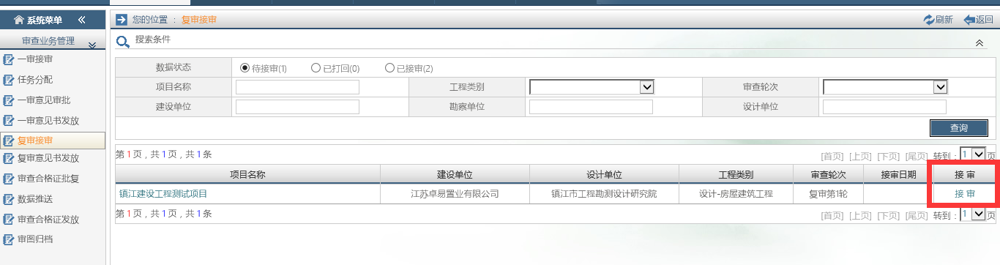 系统菜单
审查业务管理
一审接审
任务分配
一审意见审批
一审意见书发放
复审接审
复审意见书发放
审查合格证批复
数据推送
审查合格证发放
审图归档
您的位置 ： 复审接审
刷新 返回
搜索条件
数据状态 待接审(1) 已打回(0) 已接审(2)
项目名称 工程类别 审查轮次
建设单位 勘察单位 设计单位
查询
第1页，共1页，共1条 [首页] [上页] [下页] [尾页] 转到：1页
项目名称 建设单位 设计单位 工程类别 审查轮次 接审日期 接 审
镇江建设工程测试项目 江苏卓易置业有限公司 镇江市工程勘测设计研究院 设计-房屋建筑工程 复审第1轮 接 审
第1页，共1页，共1条 [首页] [上页] [下页] [尾页] 转到：1页